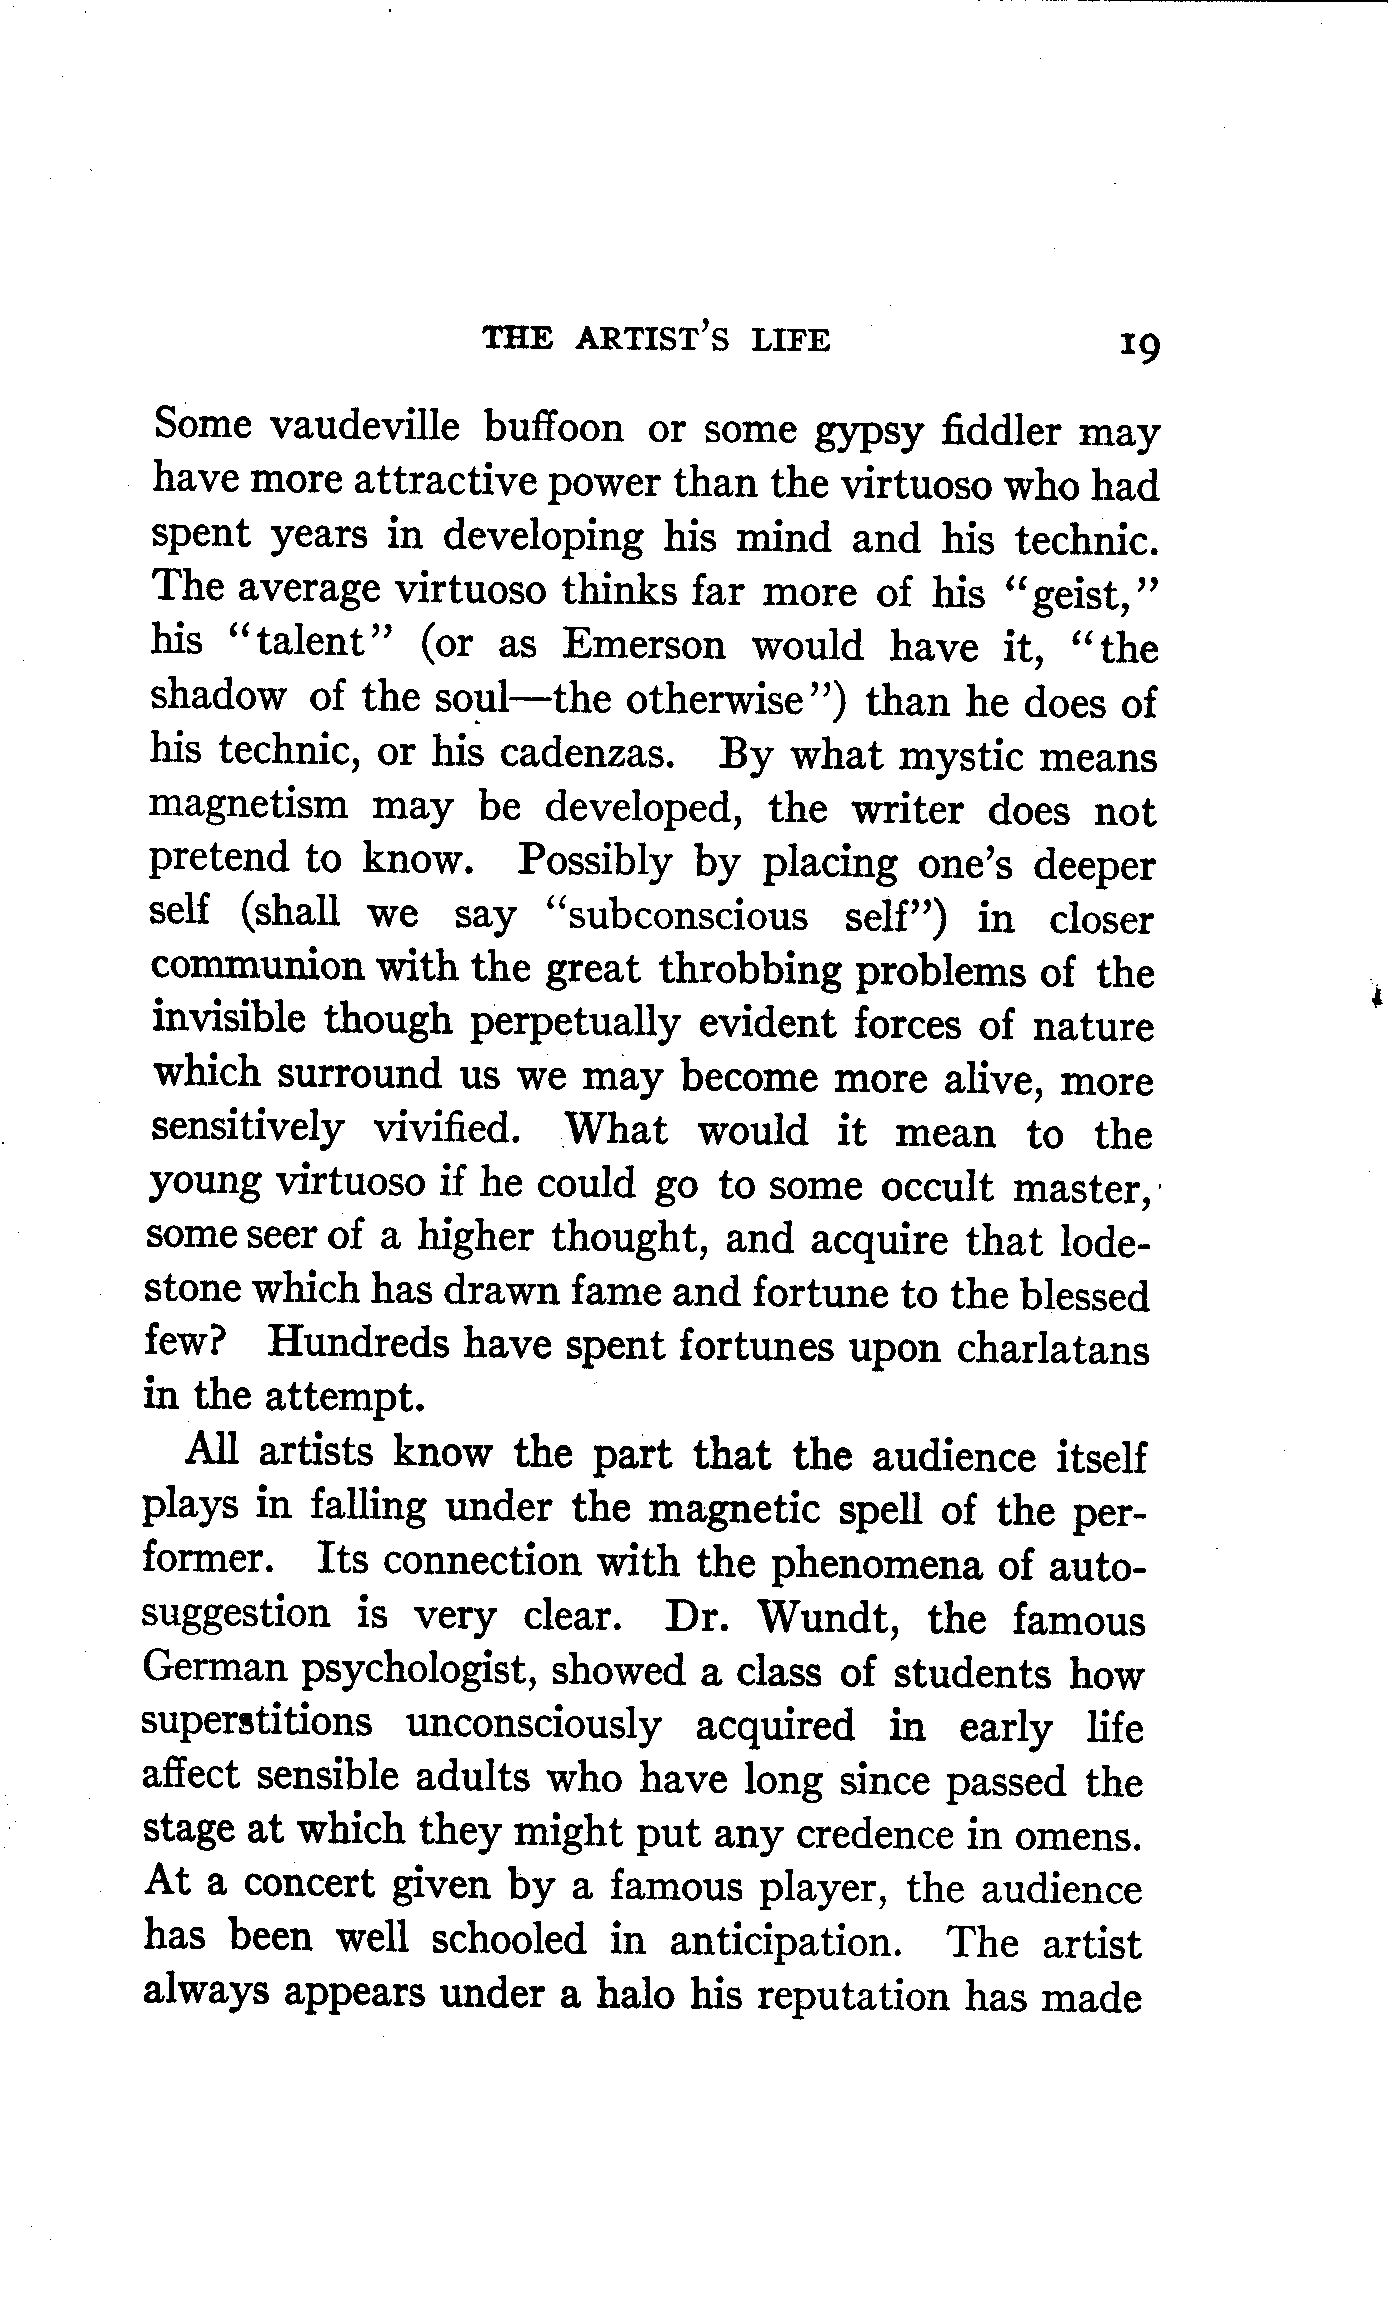 THE ARTIST'S LIFE 19
Some vaudeville buffoon or some gypsy fiddler may
have more attractive power than the virtuoso who had
spent years in developing his mind and his technic.
The average virtuoso thinks far more of his “geist,”
his “talent” (or as Emerson would have it, “the
shadow of the soul—the otherwise”) than he does of
his technic, or his cadenzas. By what mystic means
magnetism may be developed, the writer does not
pretend to know. Possibly by placing one's deeper
self (shall we say “subconscious self”) in closer
communion with the great throbbing problems of the
invisible though perpetually evident forces of nature
which surround us we may become more alive, more
sensitively vivified. What would it mean to the
young virtuoso if he could go to some occult master,
some seer of a higher thought, and acquire that lode-
stone which has drawn fame and fortune to the blessed
few? Hundreds have spent fortunes upon charlatans
in the attempt.
All artists know the part that the audience itself
plays in falling under the magnetic spell of the per-
former. Its connection with the phenomena of auto-
suggestion is very clear. Dr. Wundt, the famous
German psychologist, showed a class of students how
superstitions unconsciously acquired in early life
affect sensible adults who have long since passed the
stage at which they might put any credence in omens.
At a concert given by a famous player, the audience
has been well schooled in anticipation. The artist
always appears under a halo his reputation has made